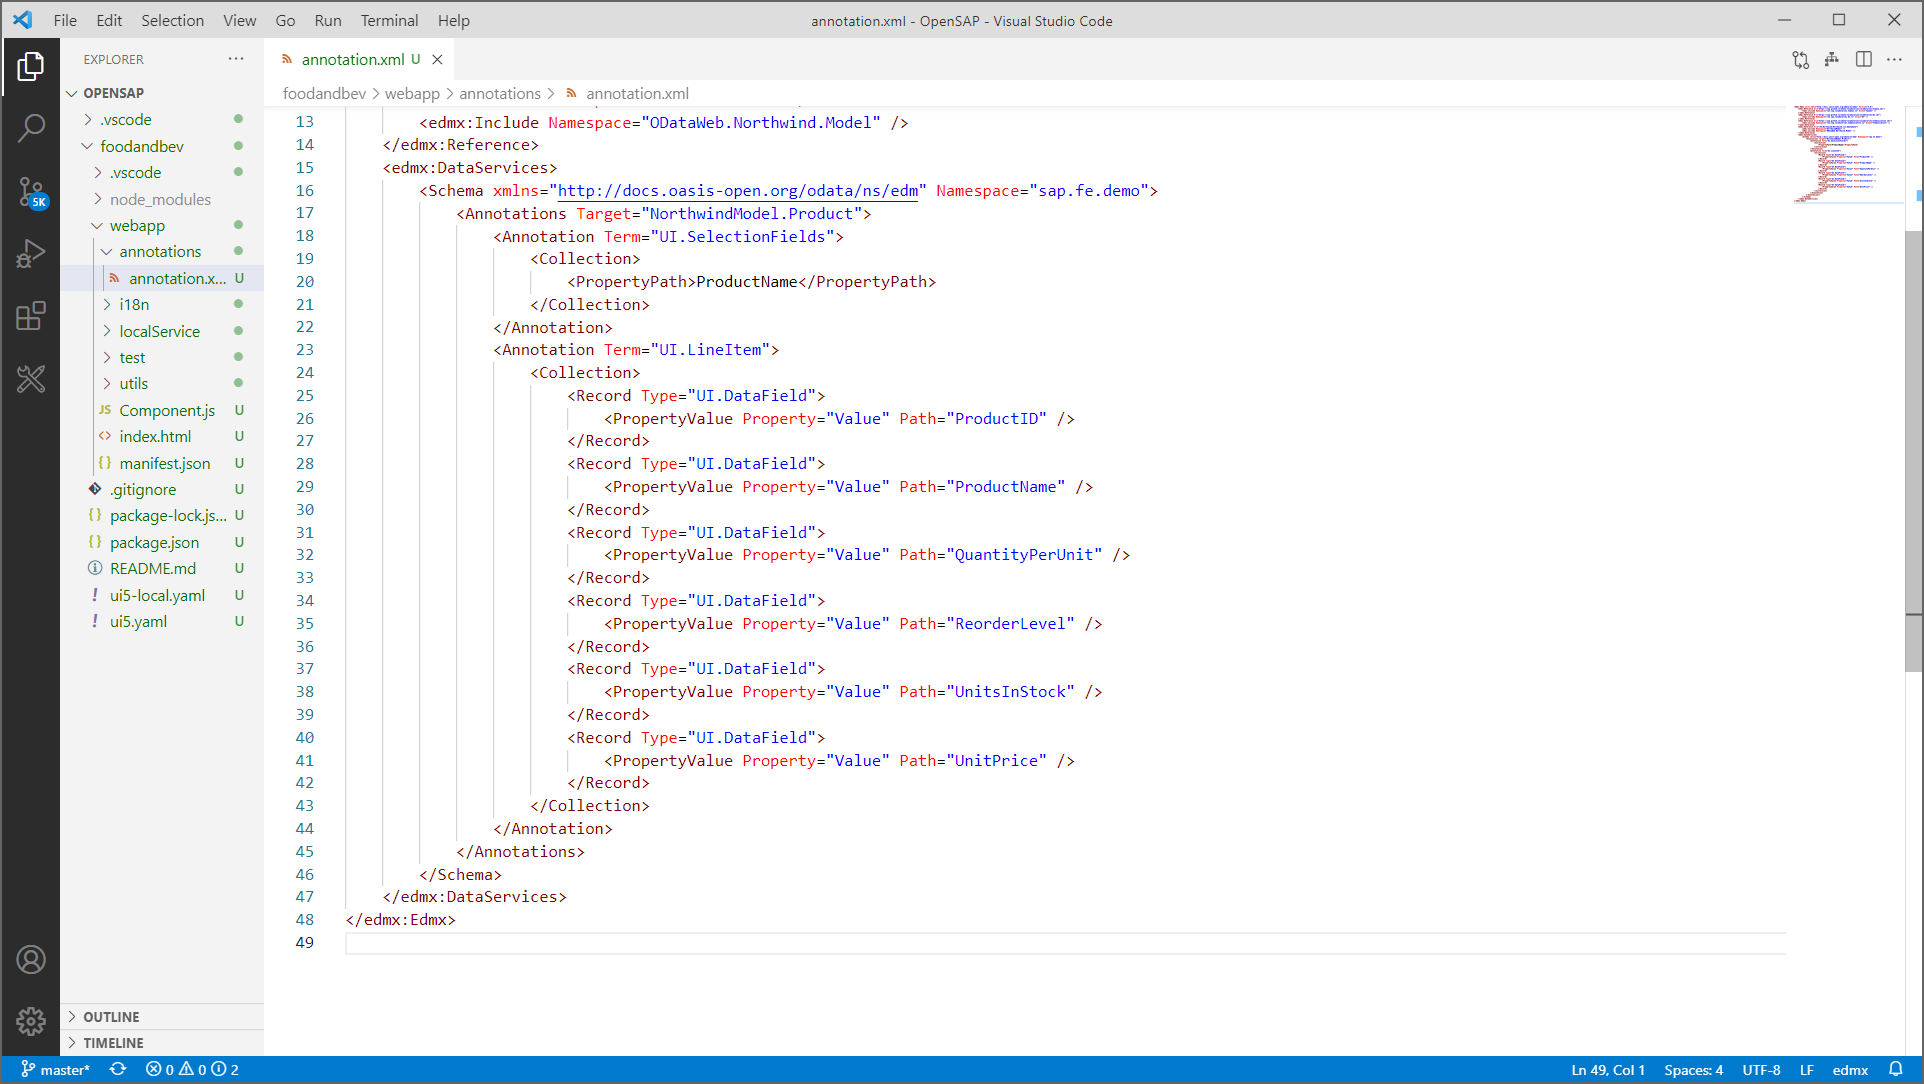 File Edit Selection View Go Run Terminal Help
annotation.xml - OpenSAP - Visual Studio Code
EXPLORER
annotation.xml U
OPENSAP
foodandbev > webapp > annotations > annotation.xml
.vscode
foodandbev
.vscode
node_modules
webapp
annotations
annotation.x... U
i18n
localService
test
utils
Component.js U
index.html U
manifest.json U
.gitignore U
package-lock.js... U
package.json U
README.md U
ui5-local.yaml U
ui5.yaml U
5K
OUTLINE
TIMELINE
13 <edmx:Include Namespace="ODataWeb.Northwind.Model" />
14 </edmx:Reference>
15 <edmx:DataServices>
16 <Schema xmlns="http://docs.oasis-open.org/odata/ns/edm" Namespace="sap.fe.demo">
17 <Annotations Target="NorthwindModel.Product">
18 <Annotation Term="UI.SelectionFields">
19 <Collection>
20 <PropertyPath>ProductName</PropertyPath>
21 </Collection>
22 </Annotation>
23 <Annotation Term="UI.LineItem">
24 <Collection>
25 <Record Type="UI.DataField">
26 <PropertyValue Property="Value" Path="ProductID" />
27 </Record>
28 <Record Type="UI.DataField">
29 <PropertyValue Property="Value" Path="ProductName" />
30 </Record>
31 <Record Type="UI.DataField">
32 <PropertyValue Property="Value" Path="QuantityPerUnit" />
33 </Record>
34 <Record Type="UI.DataField">
35 <PropertyValue Property="Value" Path="ReorderLevel" />
36 </Record>
37 <Record Type="UI.DataField">
38 <PropertyValue Property="Value" Path="UnitsInStock" />
39 </Record>
40 <Record Type="UI.DataField">
41 <PropertyValue Property="Value" Path="UnitPrice" />
42 </Record>
43 </Collection>
44 </Annotation>
45 </Annotations>
46 </Schema>
47 </edmx:DataServices>
48 </edmx:Edmx>
49
master* 0 0 2
Ln 49, Col 1 Spaces: 4 UTF-8 LF edmx